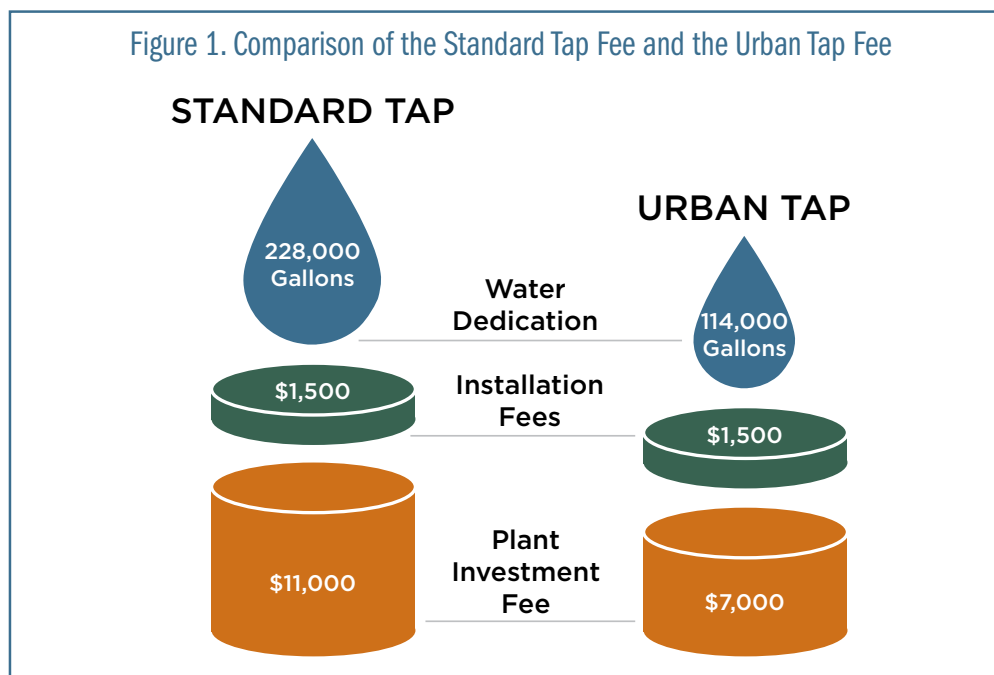 Figure 1. Comparison of the Standard Tap Fee and the Urban Tap Fee
STANDARD TAP
228,000
Gallons
$1,500
$11,000
Water
Dedication
Installation
Fees
Plant
Investment
Fee
URBAN TAP
114,000
Gallons
$1,500
$7,000